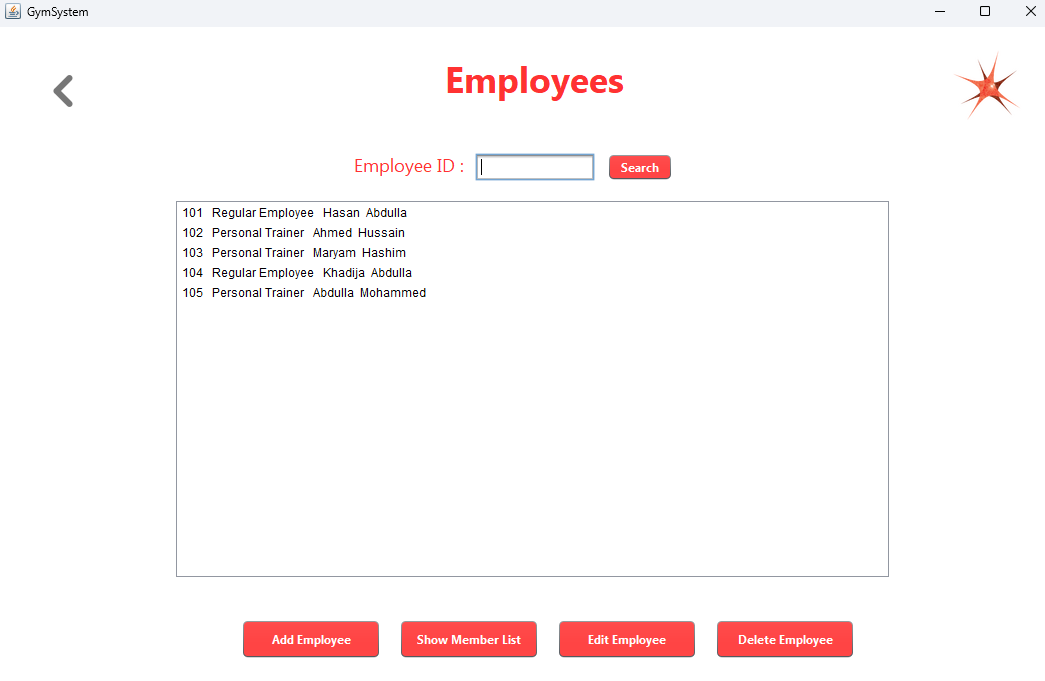 GymSystem
Employees
Employee ID :
Search
101 Regular Employee Hasan Abdulla
102 Personal Trainer Ahmed Hussain
103 Personal Trainer Maryam Hashim
104 Regular Employee Khadija Abdulla
105 Personal Trainer Abdulla Mohammed
Add Employee
Show Member List
Edit Employee
Delete Employee